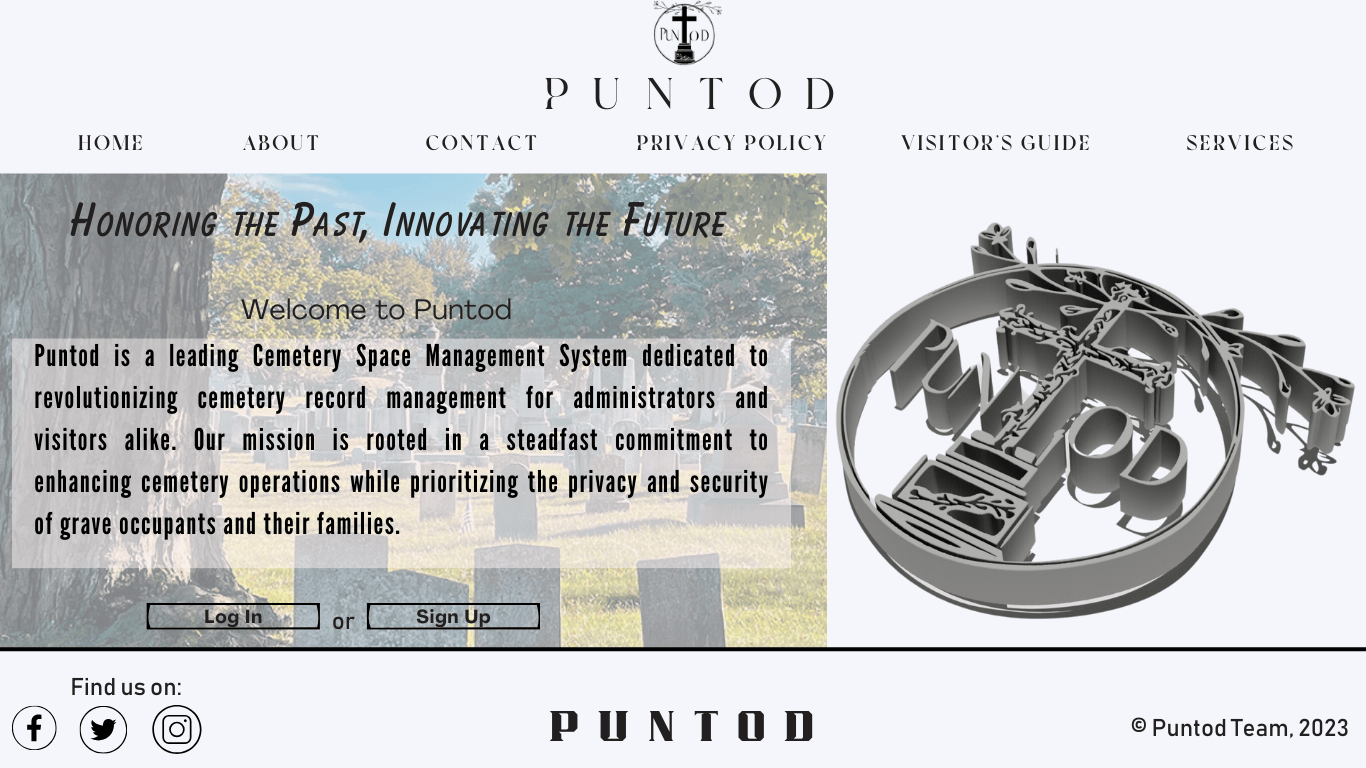 PUNTOD
PUNTOD
HOME ABOUT CONTACT PRIVACY POLICY VISITOR'S GUIDE SERVICES
Honoring the Past, Innovating the Future
Welcome to Puntod
Puntod is a leading Cemetery Space Management System dedicated to
revolutionizing cemetery record management for administrators and
visitors alike. Our mission is rooted in a steadfast commitment to
enhancing cemetery operations while prioritizing the privacy and security
of grave occupants and their families.
Log In or Sign Up
PUNTOD
Find us on:
PUNTOD
© Puntod Team, 2023